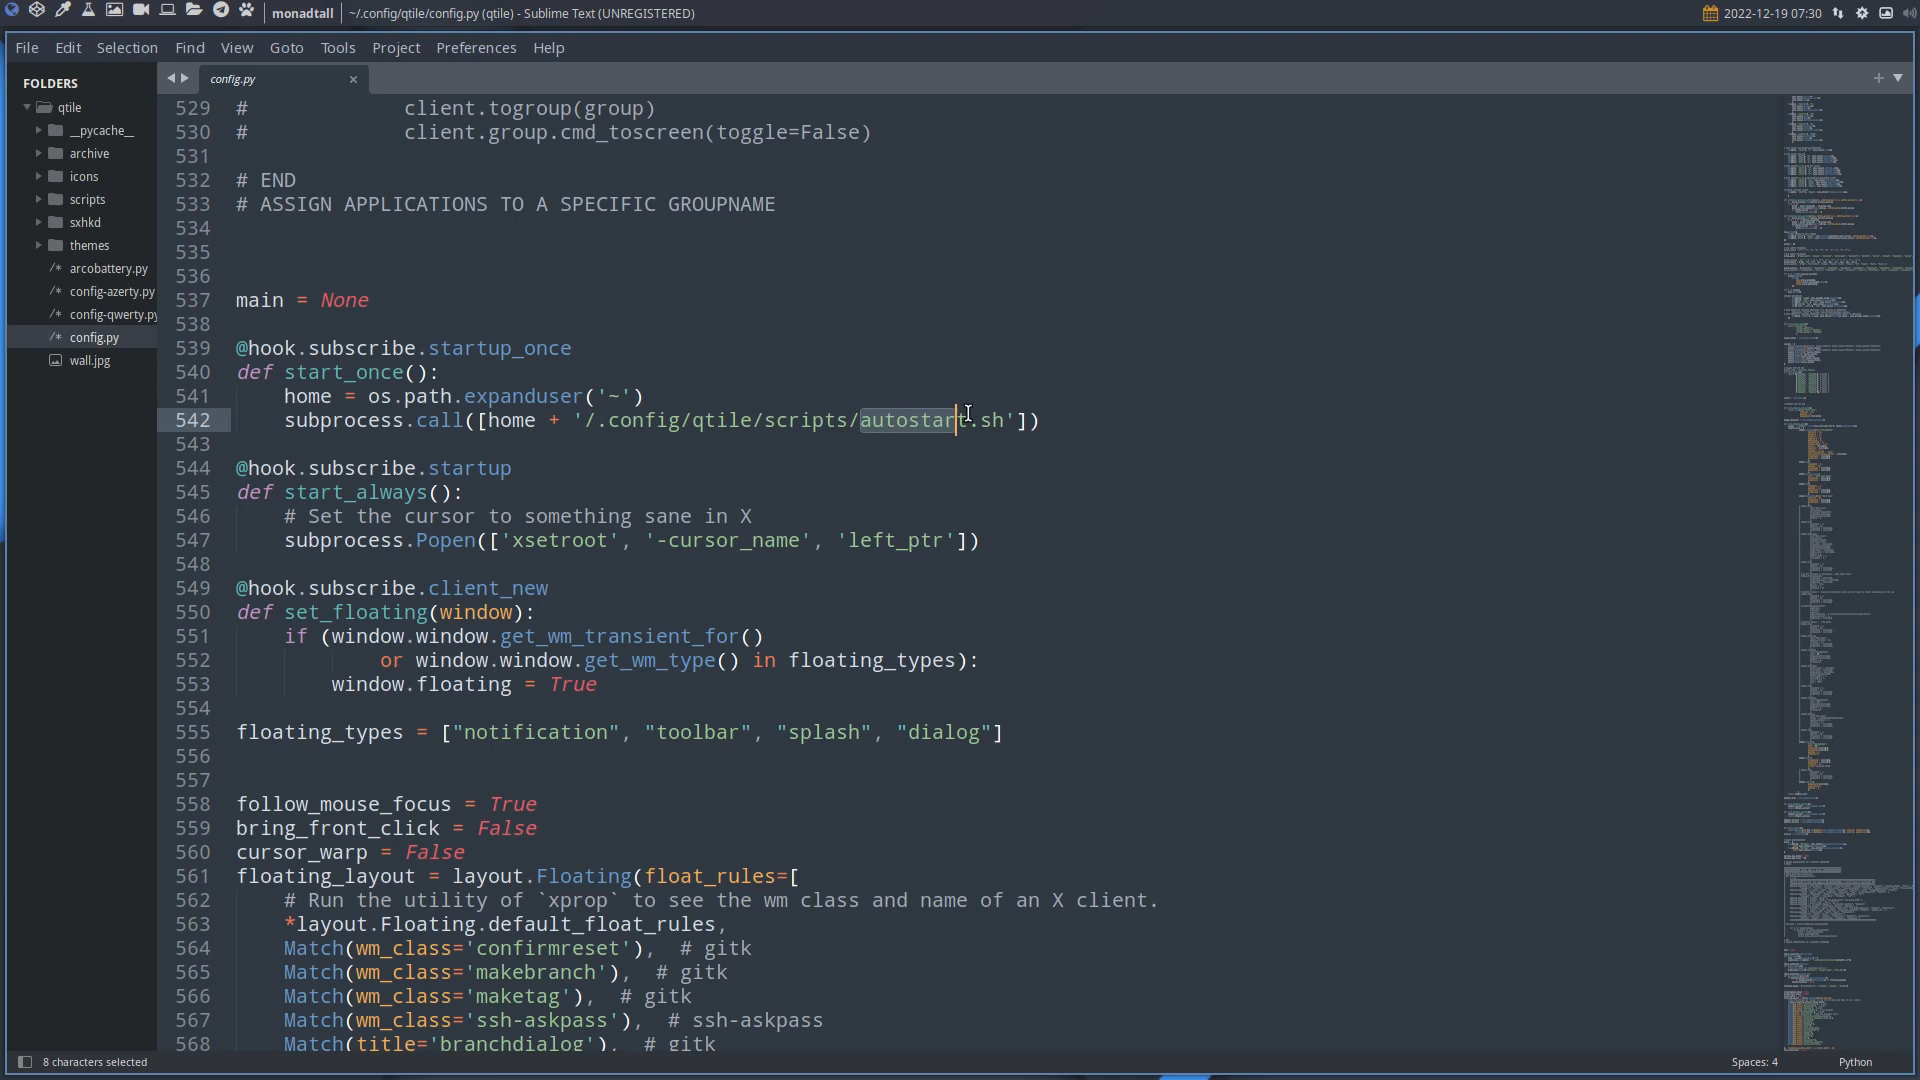 monadtall
~/.config/qtile/config.py (qtile) - Sublime Text (UNREGISTERED)
2022-12-19 07:30
File Edit Selection Find View Goto Tools Project Preferences Help
FOLDERS
qtile
__pycache__
archive
icons
scripts
sxhkd
themes
/* arcobattery.py
/* config-azerty.py
/* config-qwerty.py
/* config.py
wall.jpg
config.py ×
529 #             client.togroup(group)
530 #             client.group.cmd_toscreen(toggle=False)
531
532 # END
533 # ASSIGN APPLICATIONS TO A SPECIFIC GROUPNAME
534
535
536
537 main = None
538
539 @hook.subscribe.startup_once
540 def start_once():
541     home = os.path.expanduser('~')
542     subprocess.call([home + '/.config/qtile/scripts/autostart.sh'])
543
544 @hook.subscribe.startup
545 def start_always():
546     # Set the cursor to something sane in X
547     subprocess.Popen(['xsetroot', '-cursor_name', 'left_ptr'])
548
549 @hook.subscribe.client_new
550 def set_floating(window):
551     if (window.window.get_wm_transient_for()
552             or window.window.get_wm_type() in floating_types):
553         window.floating = True
554
555 floating_types = ["notification", "toolbar", "splash", "dialog"]
556
557
558 follow_mouse_focus = True
559 bring_front_click = False
560 cursor_warp = False
561 floating_layout = layout.Floating(float_rules=[
562     # Run the utility of `xprop` to see the wm class and name of an X client.
563     *layout.Floating.default_float_rules,
564     Match(wm_class='confirmreset'),  # gitk
565     Match(wm_class='makebranch'),  # gitk
566     Match(wm_class='maketag'),  # gitk
567     Match(wm_class='ssh-askpass'),  # ssh-askpass
568     Match(title='branchdialog'),  # gitk
8 characters selected
Spaces: 4
Python